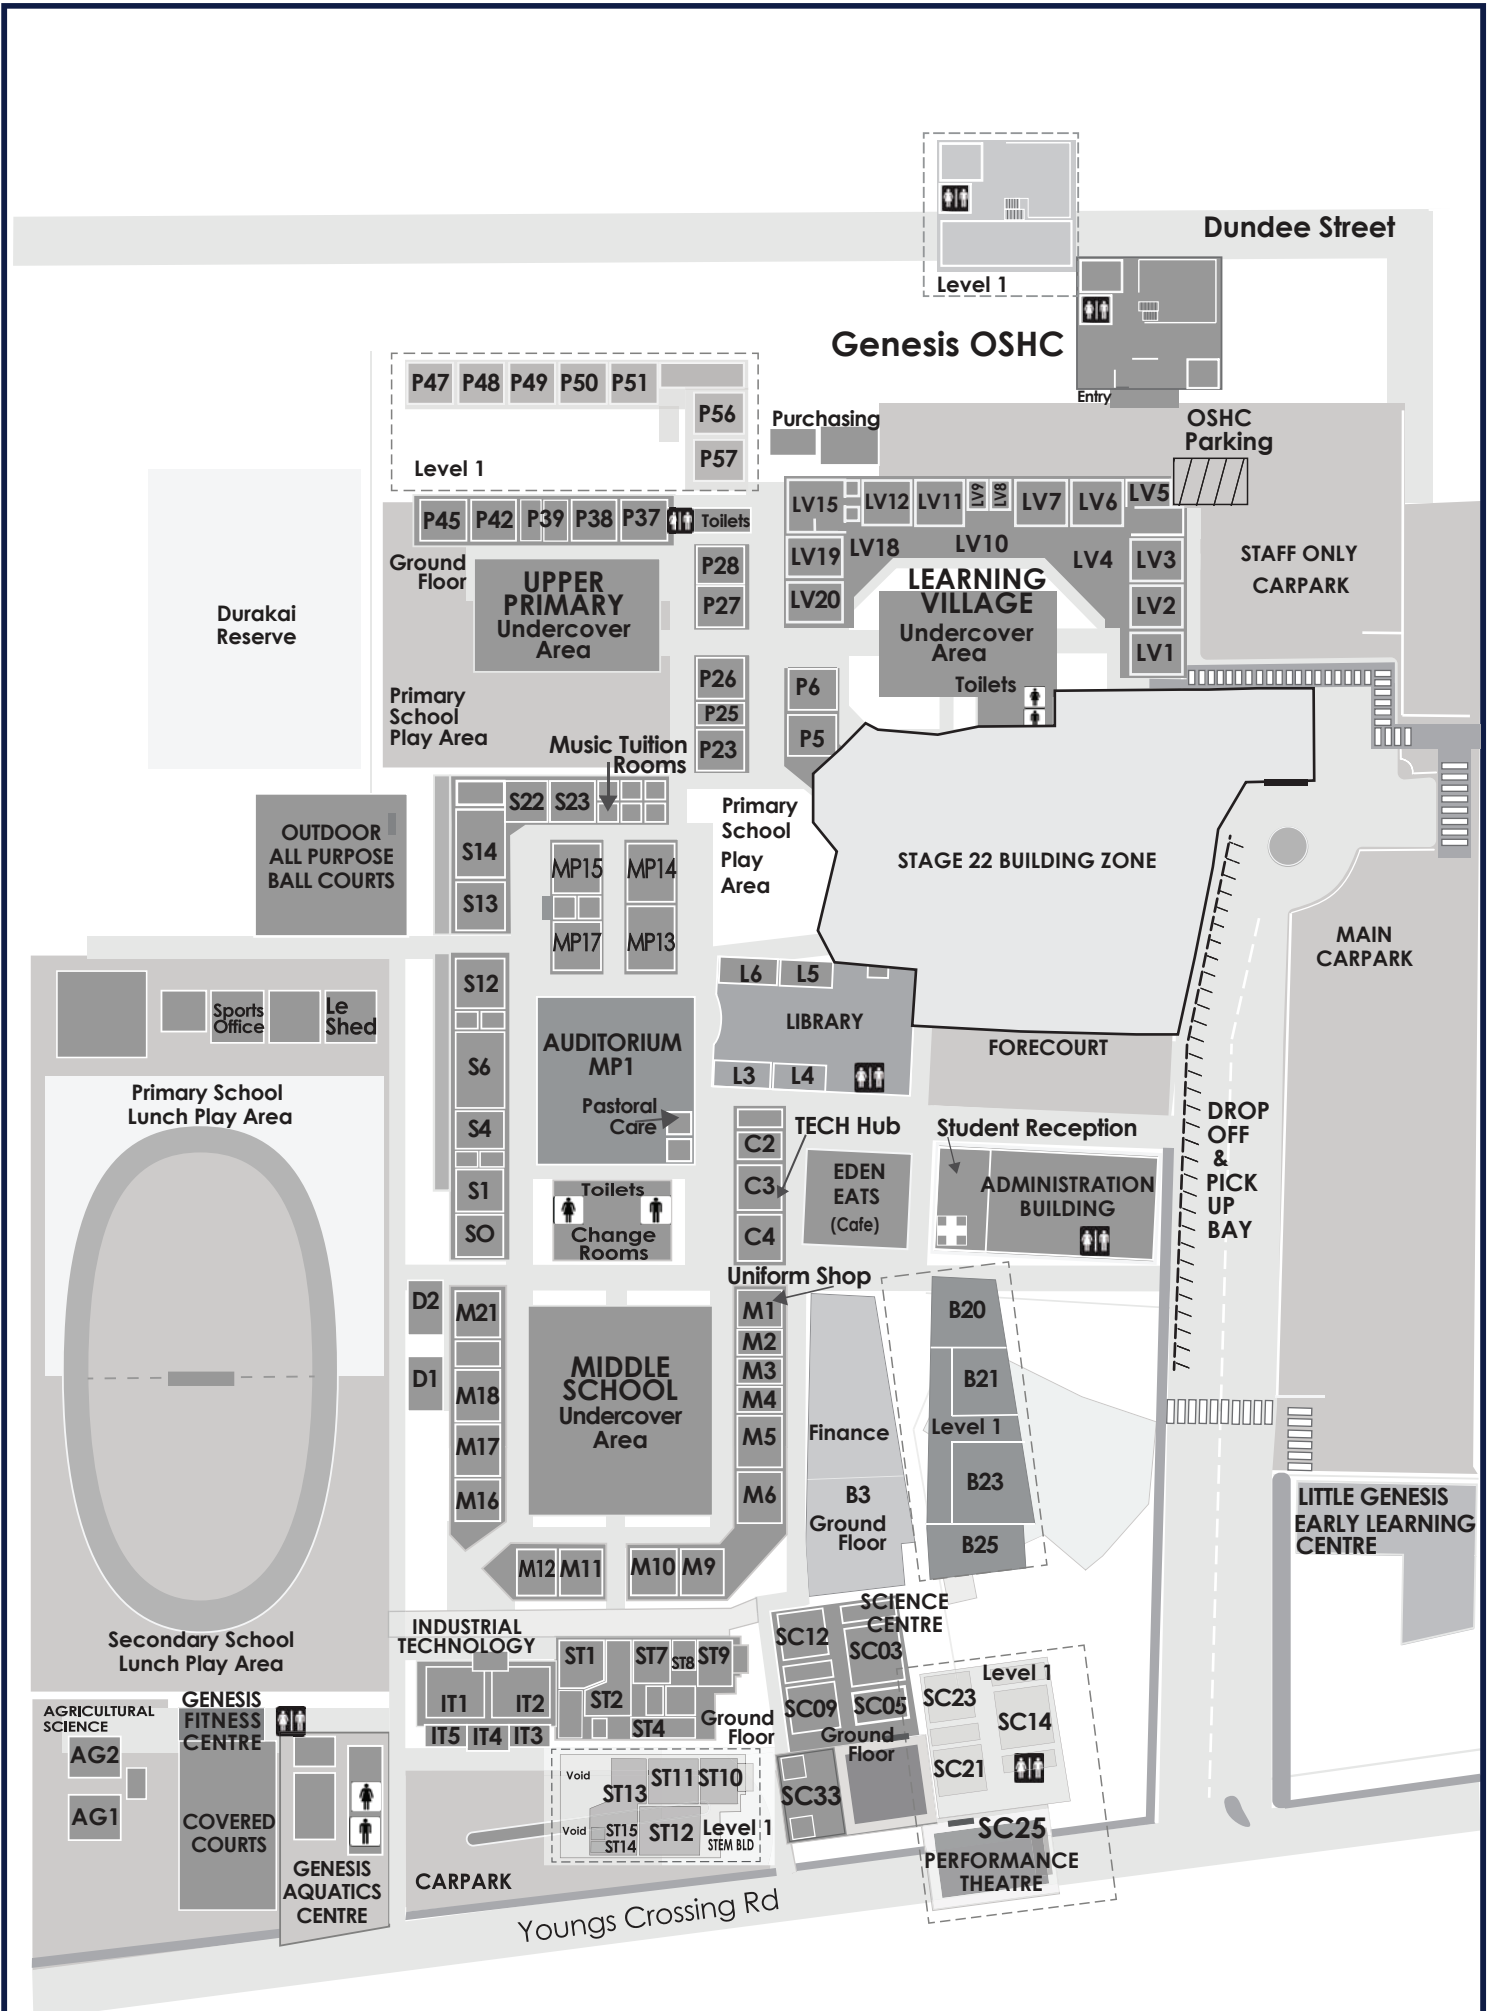 Dundee Street
Level 1
Genesis OSHC
Entry
OSHC
Parking
Purchasing
P47 P48 P49 P50 P51
P56
P57
Level 1
P45 P42 P39 P38 P37 Toilets
Ground
Floor
P28
P27
UPPER
PRIMARY
Undercover
Area
LV15 LV12 LV11 LV9 LV8 LV7 LV6 LV5
LV19 LV18 LV10 LV4 LV3
LV20 LV2
LV1
LEARNING
VILLAGE
Undercover
Area
Toilets
STAFF ONLY
CARPARK
Durakai
Reserve
Primary
School
Play Area
P26
P25
P23
P6
P5
Music Tuition
Rooms
S22 S23
S14
S13
MP15 MP14
MP17 MP13
Primary
School
Play
Area
STAGE 22 BUILDING ZONE
OUTDOOR
ALL PURPOSE
BALL COURTS
MAIN
CARPARK
Sports
Office
Le
Shed
S12
S6
S4
S1
SO
AUDITORIUM
MP1
Pastoral
Care
L6 L5
LIBRARY
L3 L4
FORECOURT
Primary School
Lunch Play Area
DROP
OFF
&
PICK
UP
BAY
TECH Hub
C2
C3
C4
EDEN
EATS
(Cafe)
Student Reception
ADMINISTRATION
BUILDING
Toilets
Change
Rooms
Uniform Shop
D2
D1
M21
M18
M17
M16
MIDDLE
SCHOOL
Undercover
Area
M1
M2
M3
M4
M5
M6
M12 M11 M10 M9
Finance
B3
Ground
Floor
B20
B21
Level 1
B23
B25
LITTLE GENESIS
EARLY LEARNING
CENTRE
Secondary School
Lunch Play Area
INDUSTRIAL
TECHNOLOGY
IT1 IT2
IT5 IT4 IT3
ST1 ST7 ST8 ST9
ST2
ST4
Ground
Floor
SCIENCE
CENTRE
SC12 SC03
SC09 SC05
Ground
Floor
SC33
Level 1
SC23
SC14
SC21
SC25
PERFORMANCE
THEATRE
AGRICULTURAL
SCIENCE
AG2
AG1
GENESIS
FITNESS
CENTRE
COVERED
COURTS
GENESIS
AQUATICS
CENTRE
CARPARK
Void
ST13 ST11 ST10
Void
ST15
ST14
ST12
Level 1
STEM BLD
Youngs Crossing Rd